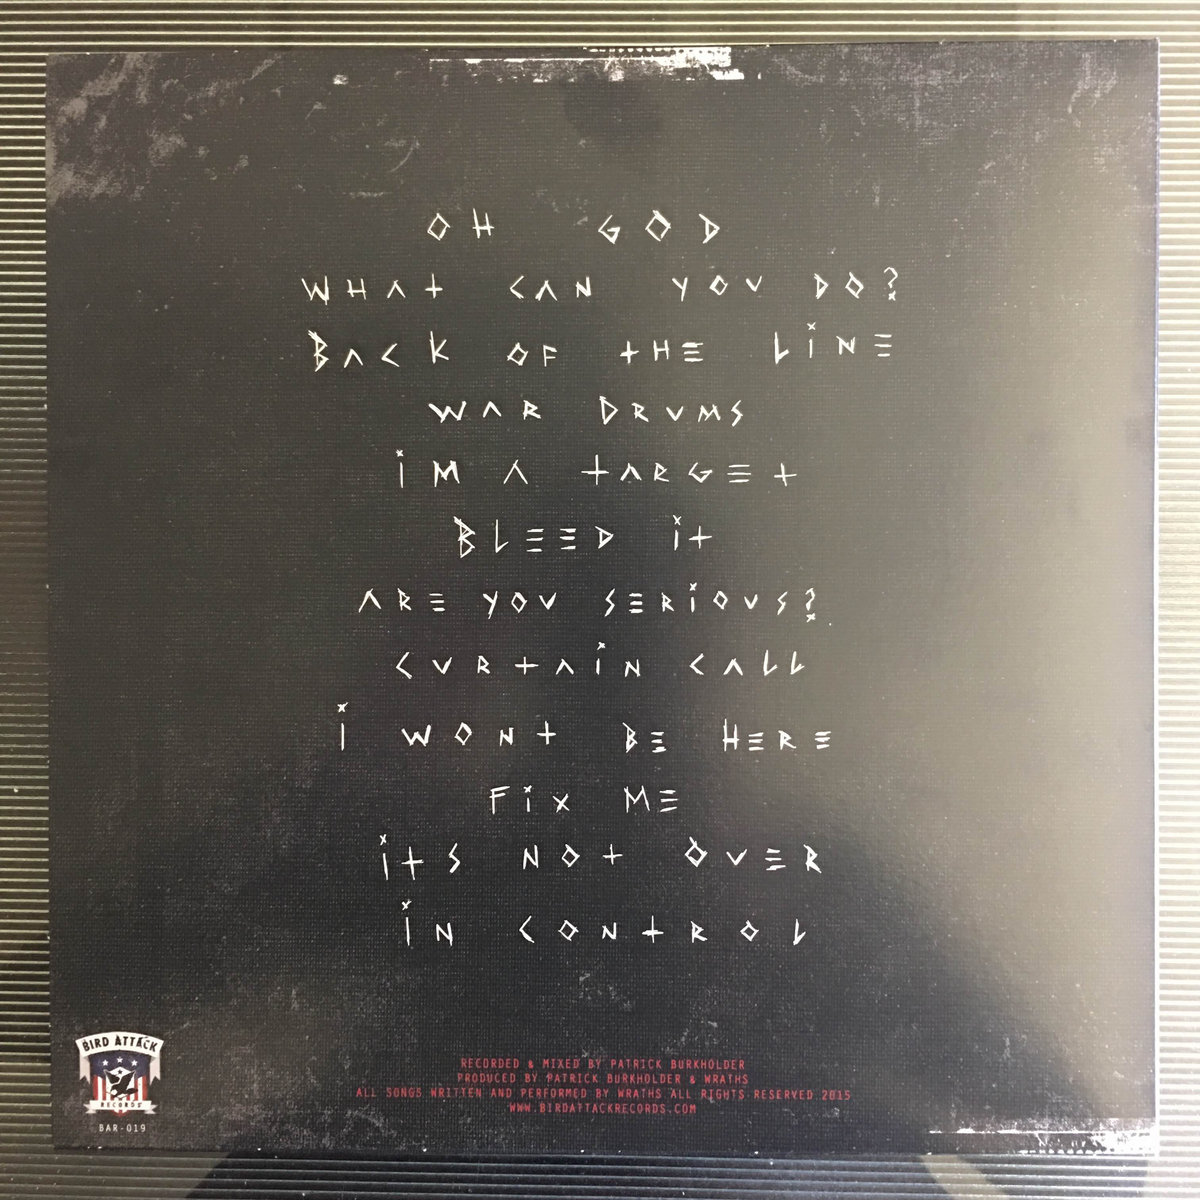 OH GOD
WHAT CAN YOU DO?
BACK OF THE LiNE
WAR DRUMS
iM A TARGET
BLEED iT
ARE YOU SERiOUS?
CURTAiN CALL
i WONT BE HERE
FiX ME
iTS NOT OVER
iN CONTROL
BIRD ATTACK
RECORDS
BAR-019
RECORDED & MIXED BY PATRICK BURKHOLDER
PRODUCED BY PATRICK BURKHOLDER & WRATHS
ALL SONGS WRITTEN AND PERFORMED BY WRATHS ALL RIGHTS RESERVED 2015
WWW.BIRDATTACKRECORDS.COM